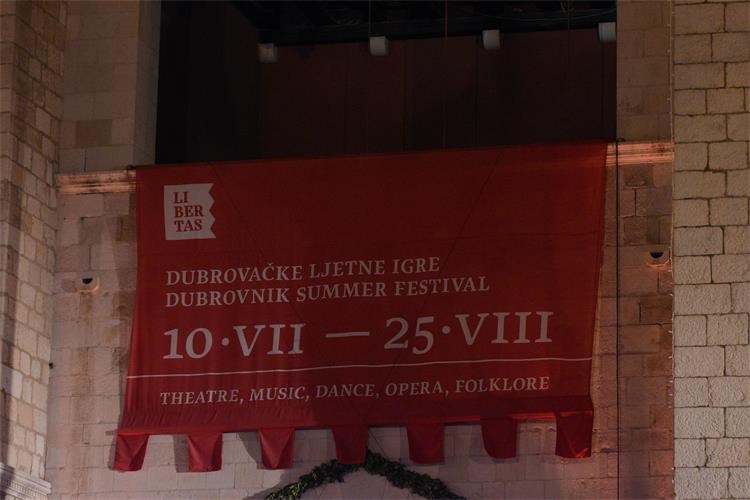 LI
BER
TAS
DUBROVAČKE LJETNE IGRE
DUBROVNIK SUMMER FESTIVAL
10·VII — 25·VIII
THEATRE, MUSIC, DANCE, OPERA, FOLKLORE